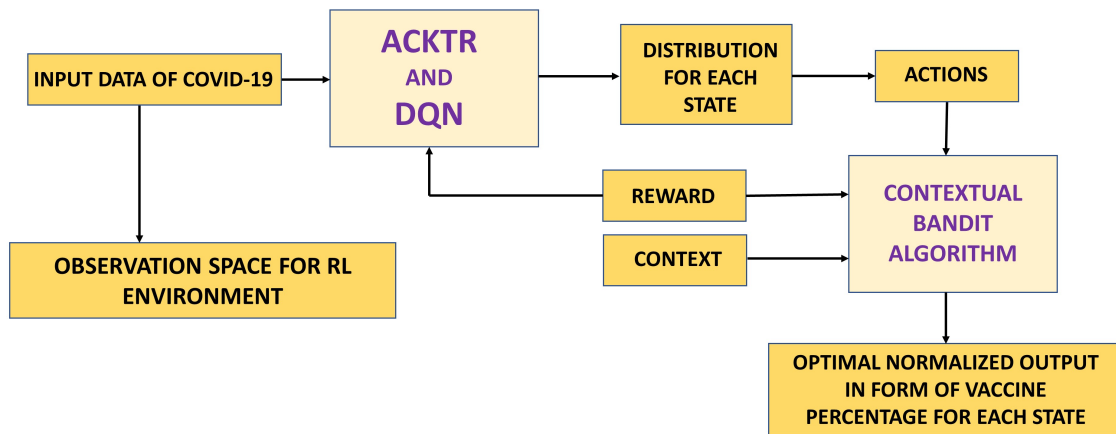 INPUT DATA OF COVID-19
ACKTR
AND
DQN
DISTRIBUTION
FOR EACH
STATE
ACTIONS
REWARD
CONTEXT
CONTEXTUAL
BANDIT
ALGORITHM
OBSERVATION SPACE FOR RL
ENVIRONMENT
OPTIMAL NORMALIZED OUTPUT
IN FORM OF VACCINE
PERCENTAGE FOR EACH STATE